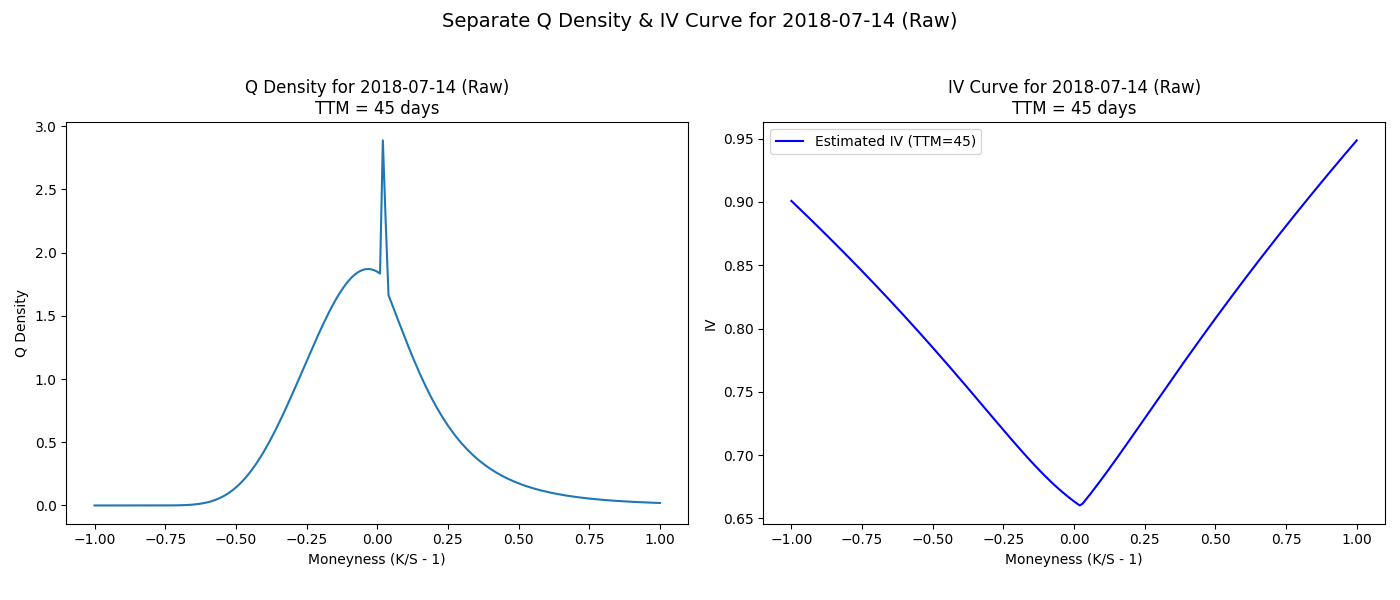 Separate Q Density & IV Curve for 2018-07-14 (Raw)
Q Density for 2018-07-14 (Raw)
TTM = 45 days
3.0
2.5
2.0
1.5
1.0
0.5
0.0
Q Density
−1.00 −0.75 −0.50 −0.25 0.00 0.25 0.50 0.75 1.00
Moneyness (K/S - 1)
IV Curve for 2018-07-14 (Raw)
TTM = 45 days
Estimated IV (TTM=45)
0.95
0.90
0.85
0.80
0.75
0.70
0.65
IV
−1.00 −0.75 −0.50 −0.25 0.00 0.25 0.50 0.75 1.00
Moneyness (K/S - 1)